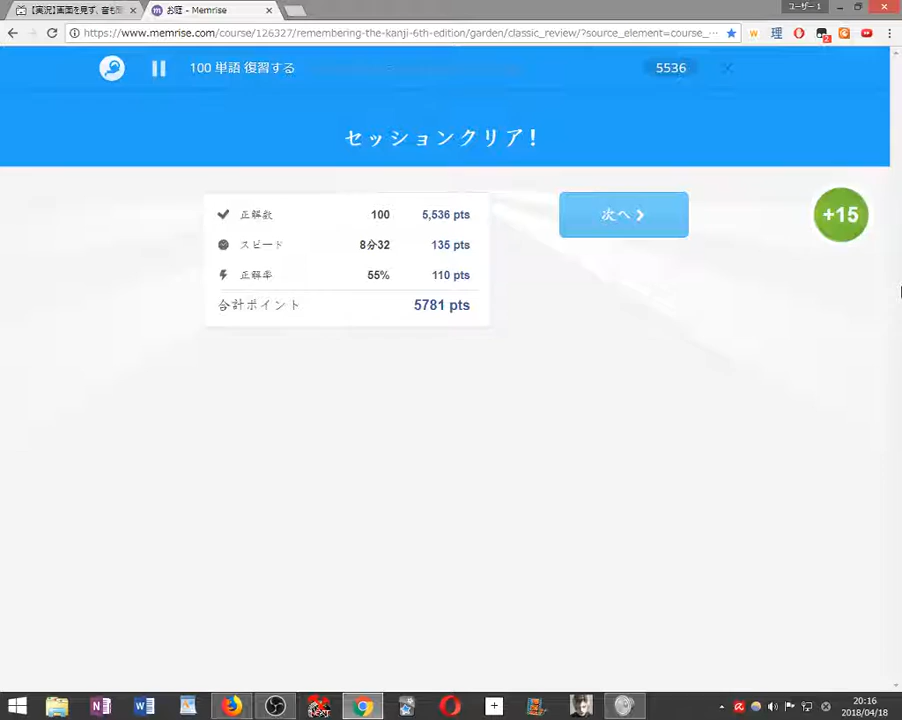 【実況】画面を見ず、音も聞
お庭 - Memrise
ユーザー 1
https://www.memrise.com/course/126327/remembering-the-kanji-6th-edition/garden/classic_review/?source_element=course_...
100 単語 復習する
5536
セッションクリア!
正解数 100 5,536 pts
次へ
+15
スピード 8分32 135 pts
正解率 55% 110 pts
合計ポイント 5781 pts
20:16
2018/04/18